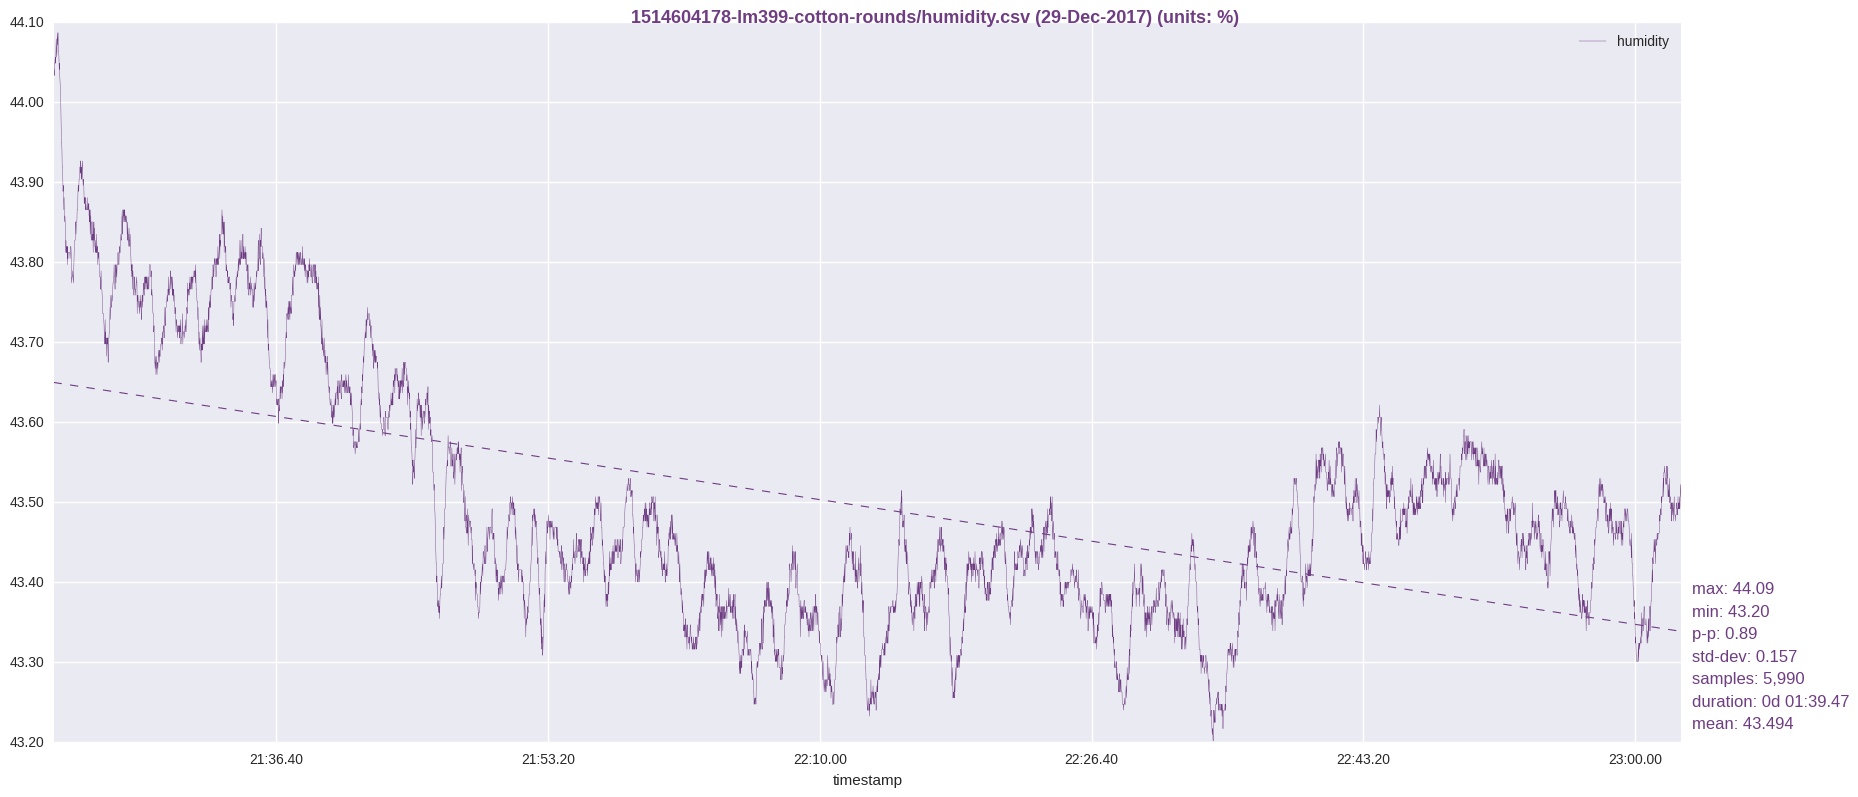 1514604178-lm399-cotton-rounds/humidity.csv (29-Dec-2017) (units: %)
humidity
44.10
44.00
43.90
43.80
43.70
43.60
43.50
43.40
43.30
43.20
max: 44.09
min: 43.20
p-p: 0.89
std-dev: 0.157
samples: 5,990
duration: 0d 01:39.47
mean: 43.494
21:36.40 21:53.20 22:10.00 22:26.40 22:43.20 23:00.00
timestamp